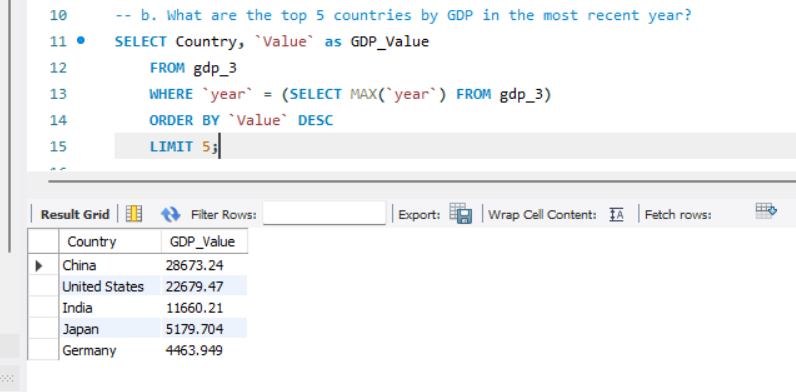 10 -- b. What are the top 5 countries by GDP in the most recent year?
11 SELECT Country, `Value` as GDP_Value
12 FROM gdp_3
13 WHERE `year` = (SELECT MAX(`year`) FROM gdp_3)
14 ORDER BY `Value` DESC
15 LIMIT 5;
Result Grid Filter Rows: Export: Wrap Cell Content: Fetch rows:
Country GDP_Value
China 28673.24
United States 22679.47
India 11660.21
Japan 5179.704
Germany 4463.949